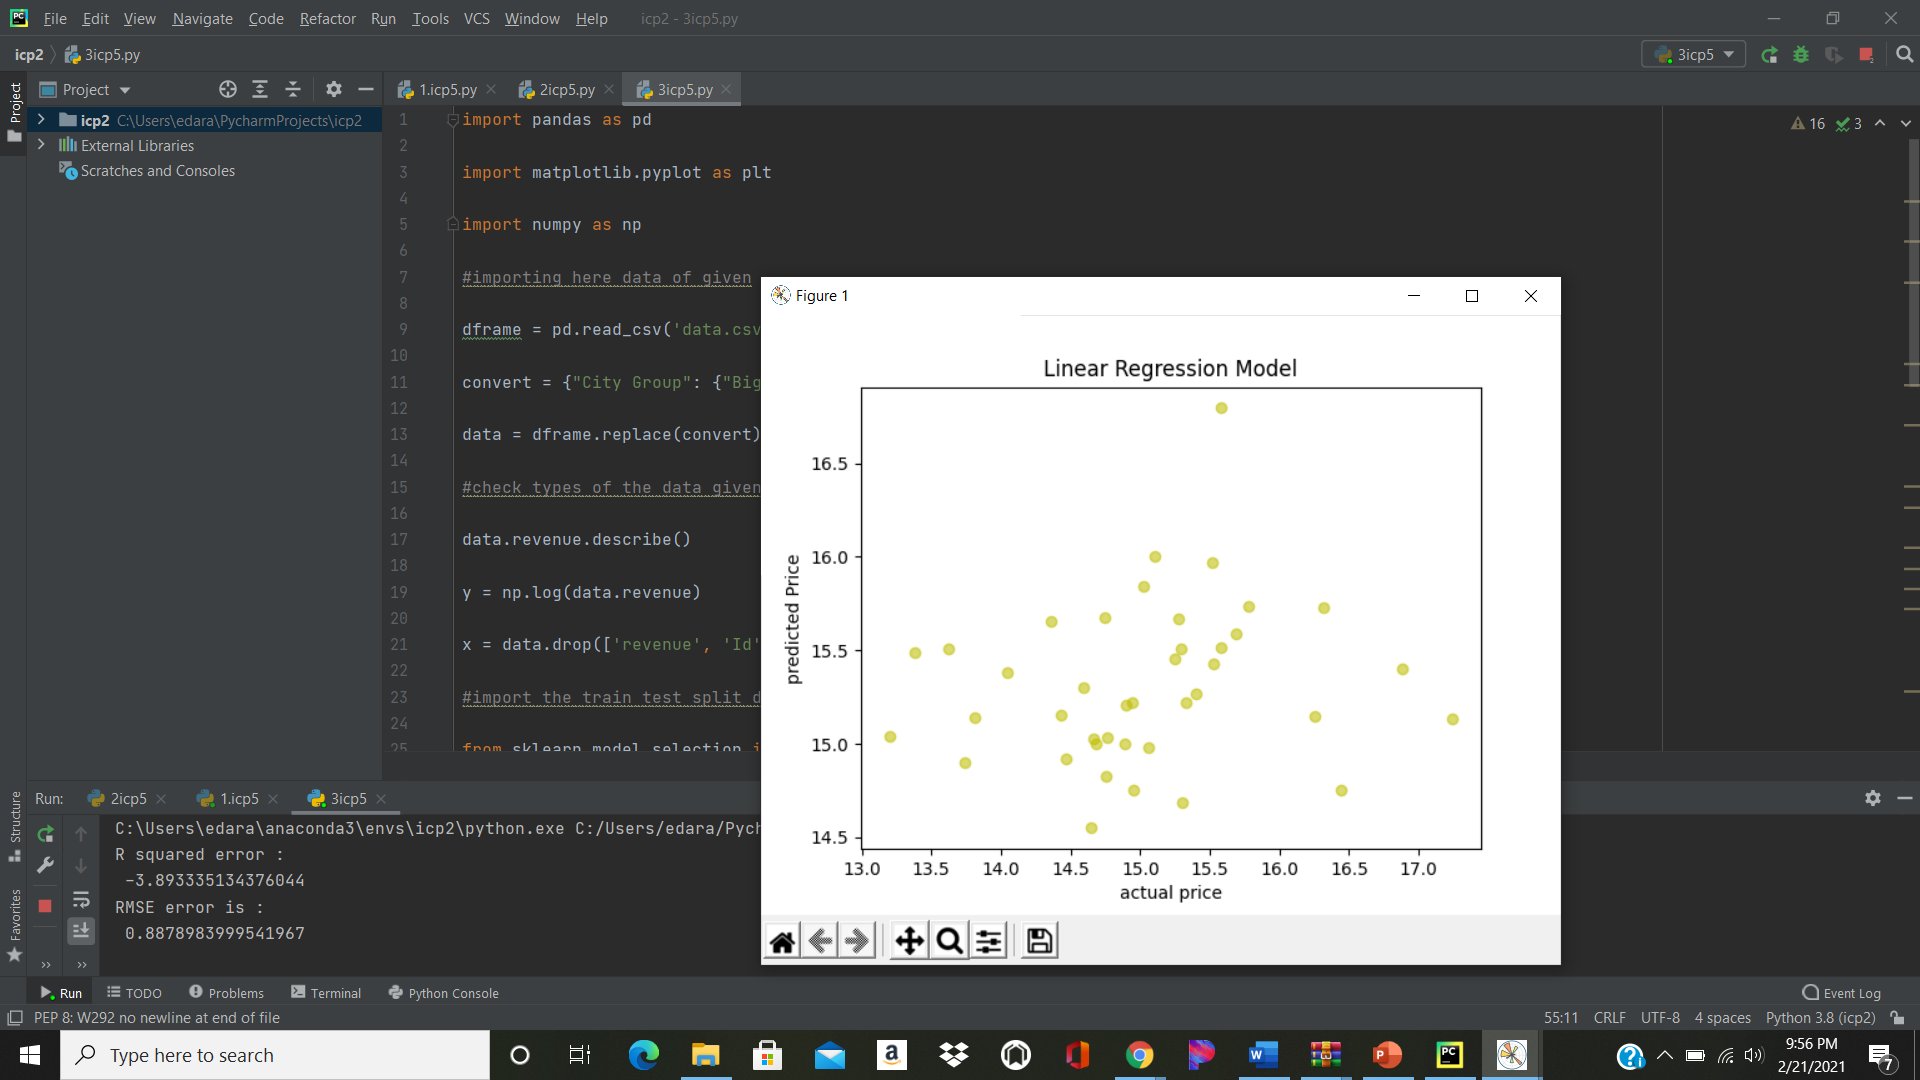 File Edit View Navigate Code Refactor Run Tools VCS Window Help icp2 - 3icp5.py
icp2 3icp5.py 3icp5
Project
Project 1.icp5.py 2icp5.py 3icp5.py
icp2 C:\Users\edara\PycharmProjects\icp2
External Libraries
Scratches and Consoles
16 3
1 import pandas as pd
2
3 import matplotlib.pyplot as plt
4
5 import numpy as np
6
7 #importing here data of given
8
9 dframe = pd.read_csv('data.csv
10
11 convert = {"City Group": {"Big
12
13 data = dframe.replace(convert)
14
15 #check types of the data given
16
17 data.revenue.describe()
18
19 y = np.log(data.revenue)
20
21 x = data.drop(['revenue', 'Id'
22
23 #import the train test split d
24
25 from sklearn.model_selection i
Figure 1
Linear Regression Model
predicted Price
16.5
16.0
15.5
15.0
14.5
13.0 13.5 14.0 14.5 15.0 15.5 16.0 16.5 17.0
actual price
Structure
Favorites
Run: 2icp5 1.icp5 3icp5
C:\Users\edara\anaconda3\envs\icp2\python.exe C:/Users/edara/Pych
R squared error :
-3.893335134376044
RMSE error is :
0.8878983999541967
Run TODO Problems Terminal Python Console Event Log
PEP 8: W292 no newline at end of file 55:11 CRLF UTF-8 4 spaces Python 3.8 (icp2)
Type here to search
9:56 PM
2/21/2021
7